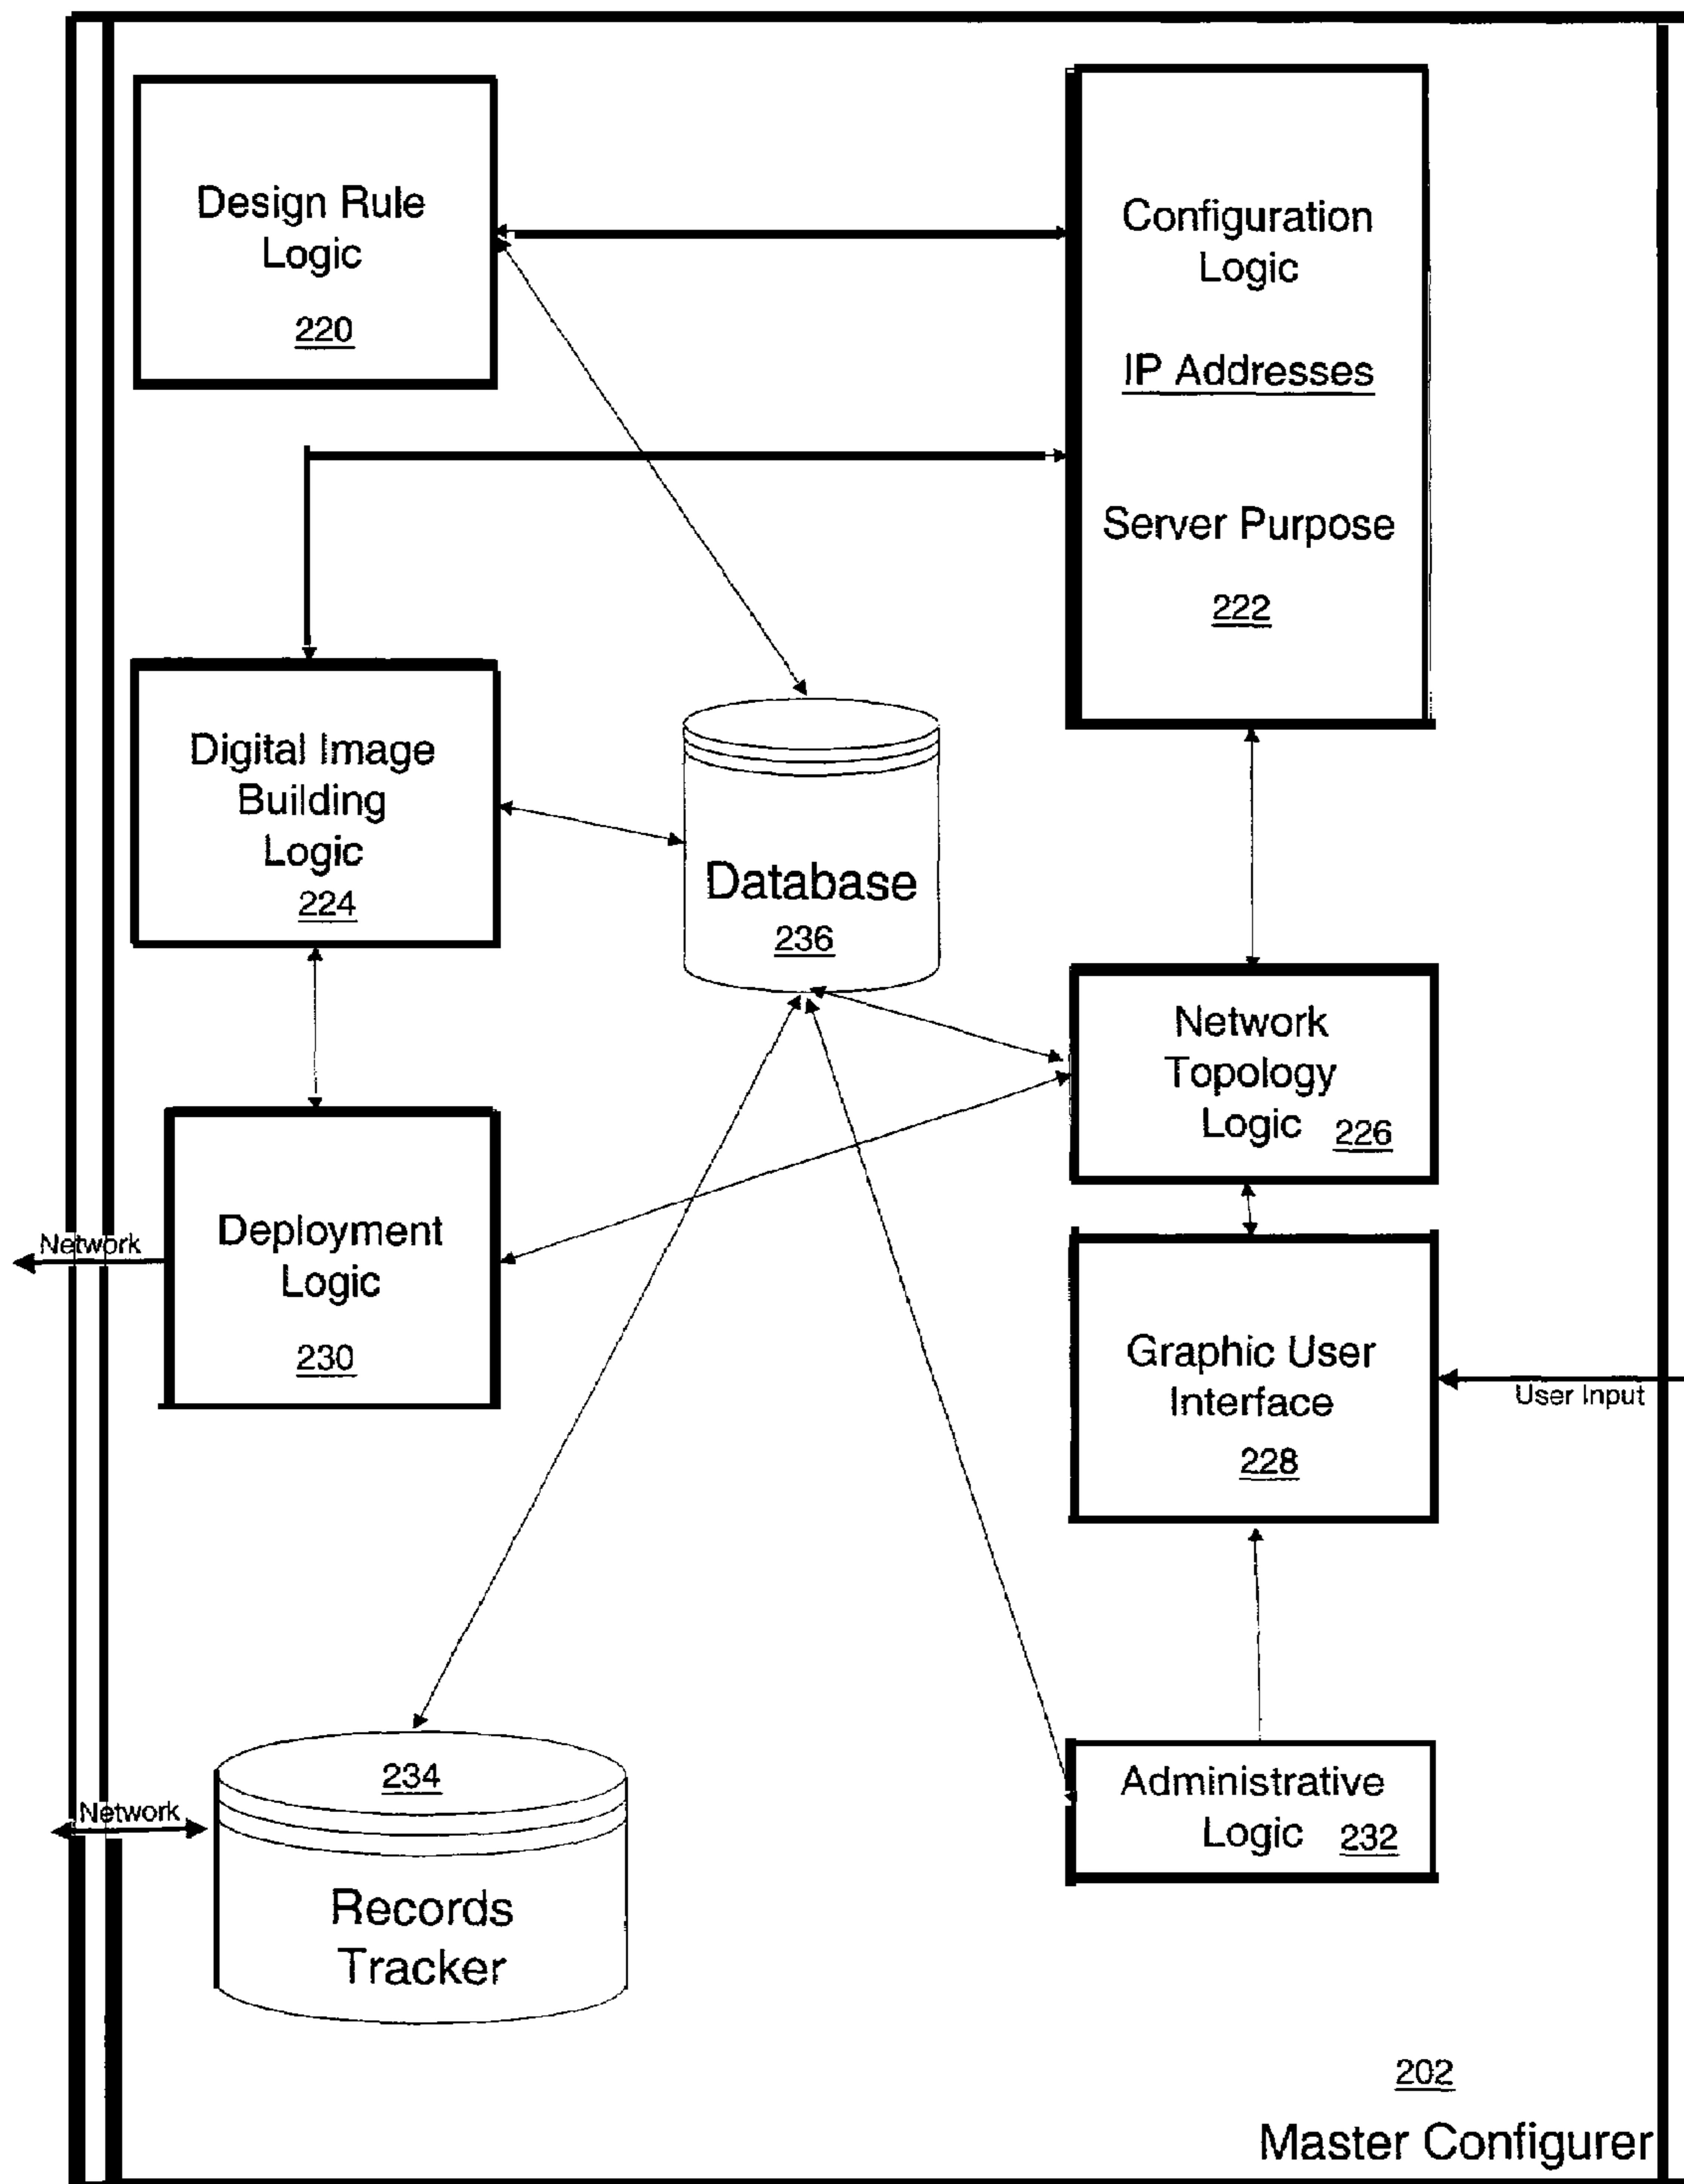 Design Rule
Logic
220
Configuration
Logic
IP Addresses
Server Purpose
222
Digital Image
Building
Logic
224
Database
236
Network
Topology
Logic 226
Deployment
Logic
230
Network
Graphic User
Interface
228
User Input
234
Records
Tracker
Network
Administrative
Logic 232
202
Master Configurer